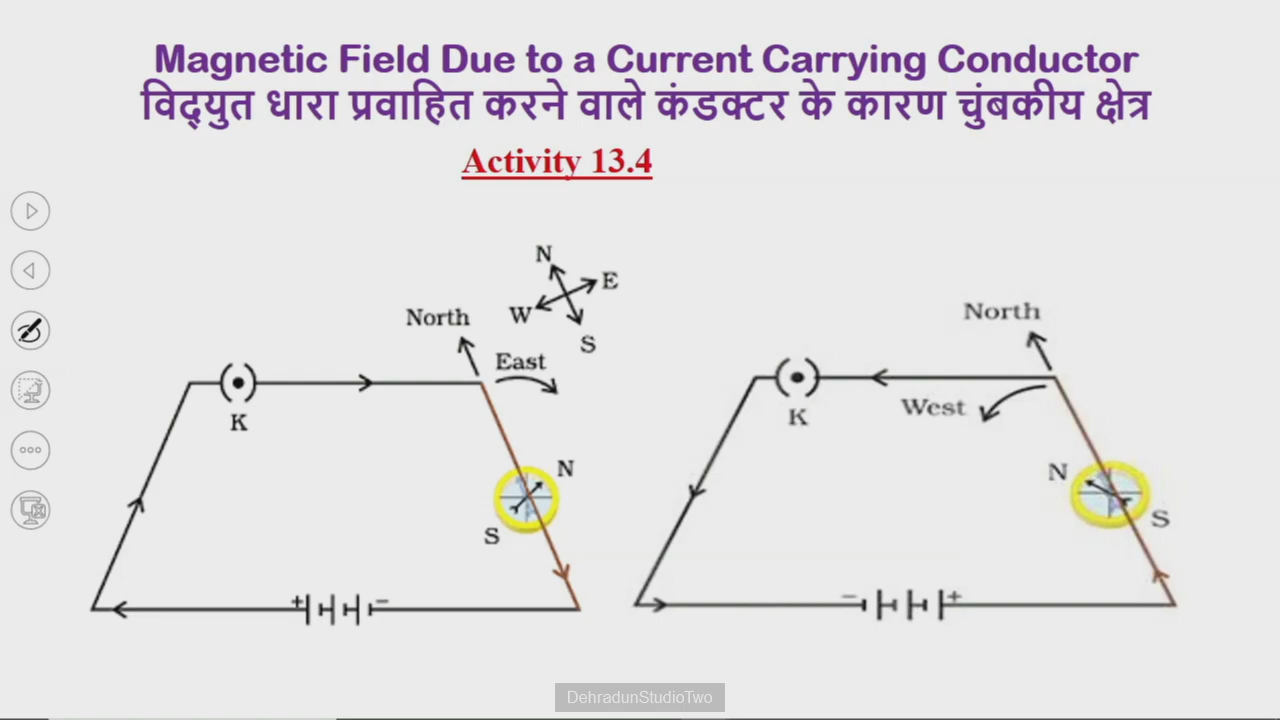 Magnetic Field Due to a Current Carrying Conductor
विद्युत धारा प्रवाहित करने वाले कंडक्टर के कारण चुंबकीय क्षेत्र
Activity 13.4
N
E
W
S
North
East
K
N
S
+
−
North
West
K
N
S
−
+
DehradunStudioTwo